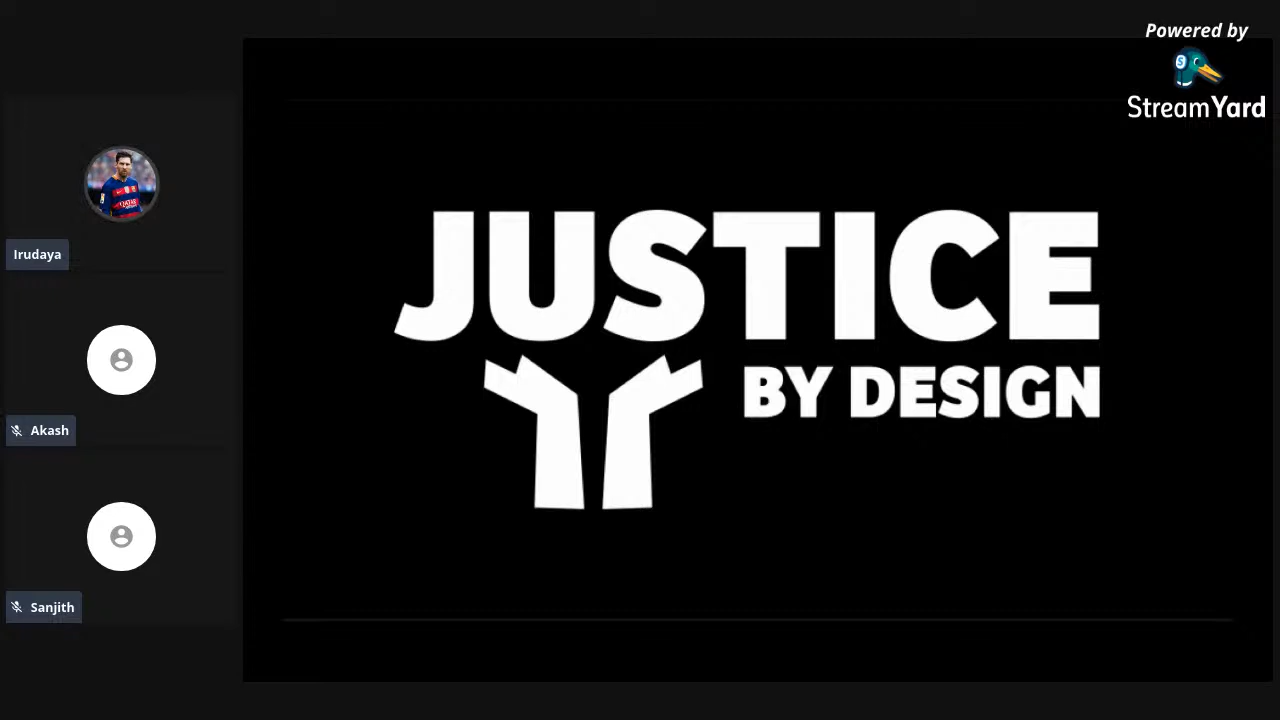 Powered by
StreamYard
Irudaya
Akash
Sanjith
JUSTICE
BY DESIGN